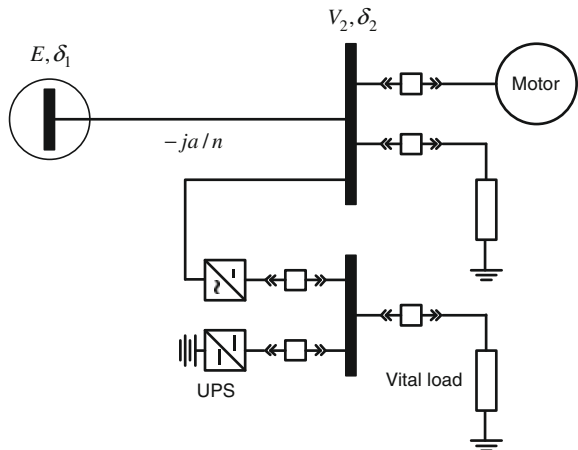 V₂, δ₂
E, δ₁
Motor
−ja/n
UPS
Vital load